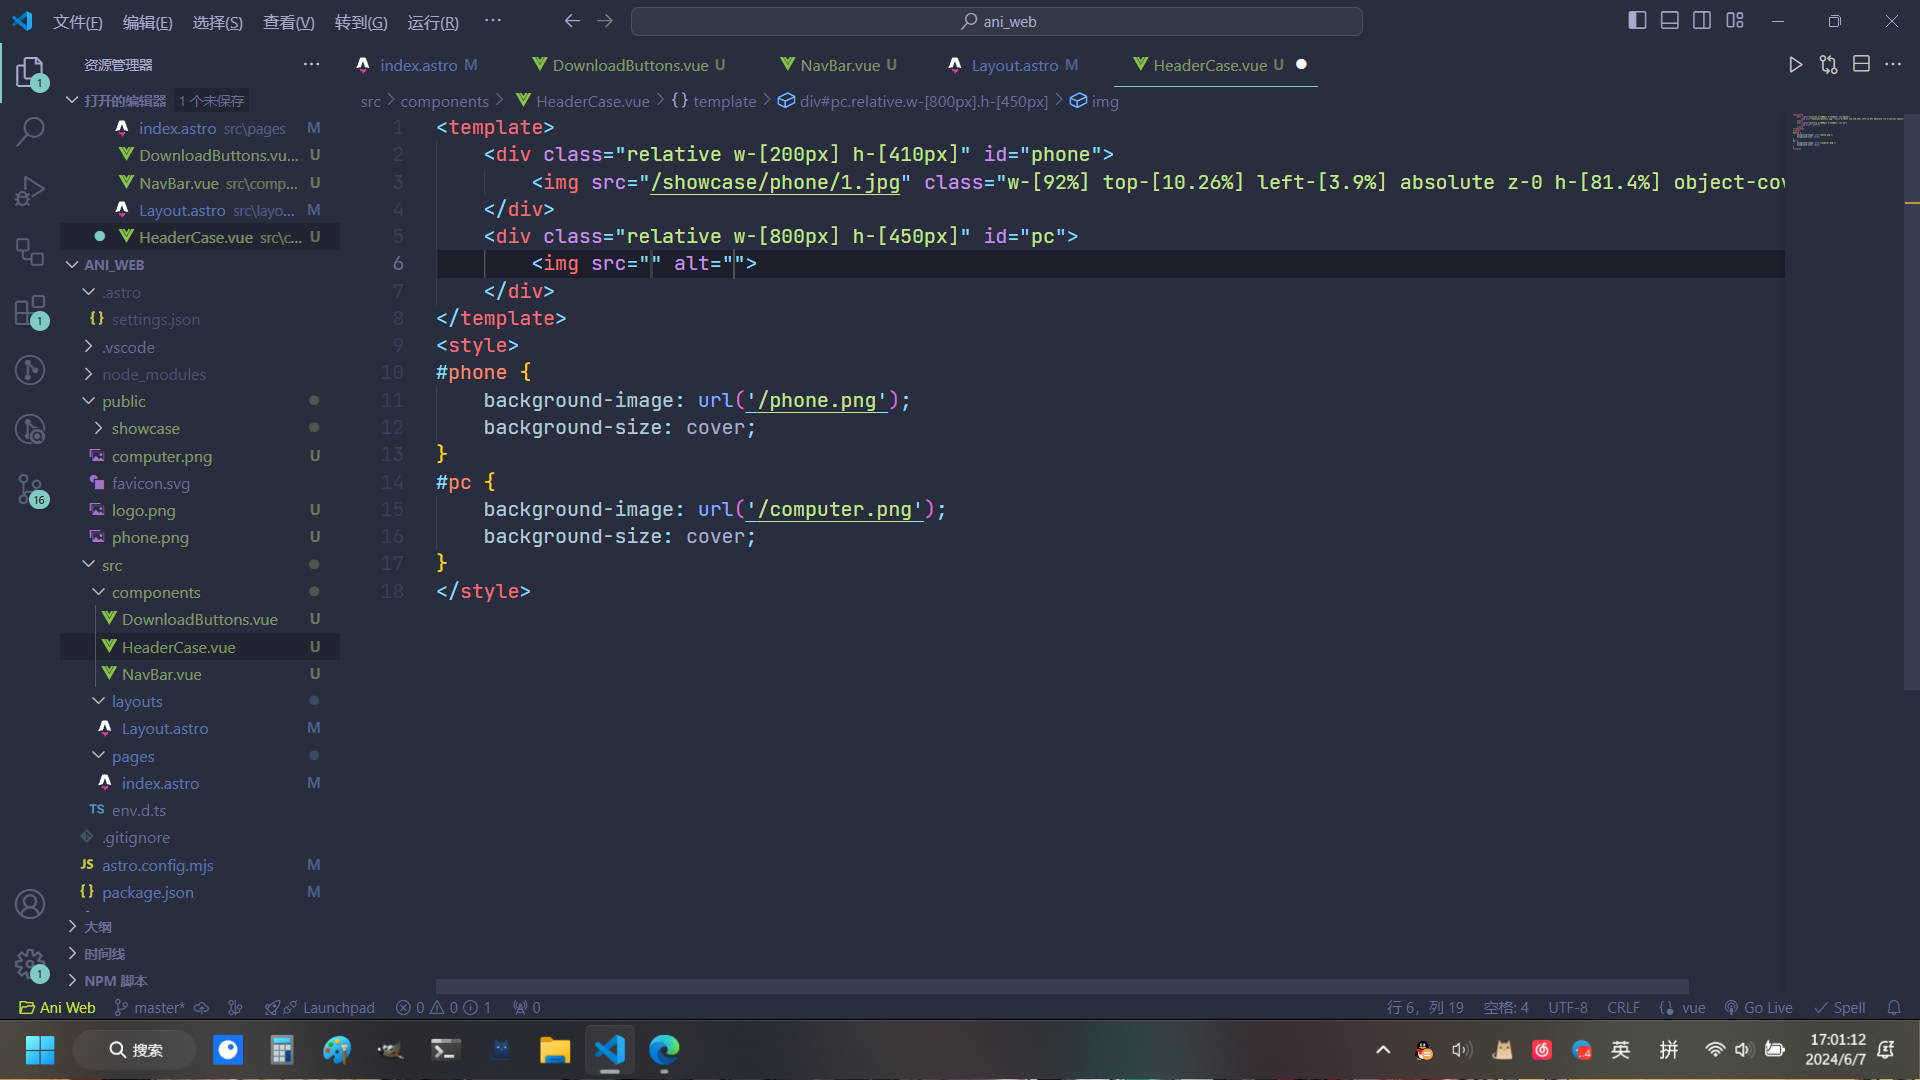 文件(F) 编辑(E) 选择(S) 查看(V) 转到(G) 运行(R) ··· ani_web
资源管理器 ···
index.astro M DownloadButtons.vue U NavBar.vue U Layout.astro M HeaderCase.vue U
打开的编辑器 1 个未保存
index.astro src\pages M
DownloadButtons.vu... U
NavBar.vue src\comp... U
Layout.astro src\layo... M
HeaderCase.vue src\c... U
ANI_WEB
.astro
settings.json
.vscode
node_modules
public
showcase
computer.png U
favicon.svg
logo.png U
phone.png U
src
components
DownloadButtons.vue U
HeaderCase.vue U
NavBar.vue U
layouts
Layout.astro M
pages
index.astro M
env.d.ts
.gitignore
astro.config.mjs M
package.json M
大纲
时间线
NPM 脚本
src > components > HeaderCase.vue > {} template > div#pc.relative.w-[800px].h-[450px] > img
1 <template>
2 <div class="relative w-[200px] h-[410px]" id="phone">
3 <img src="/showcase/phone/1.jpg" class="w-[92%] top-[10.26%] left-[3.9%] absolute z-0 h-[81.4%] object-cov
4 </div>
5 <div class="relative w-[800px] h-[450px]" id="pc">
6 <img src="" alt="">
7 </div>
8 </template>
9 <style>
10 #phone {
11 background-image: url('/phone.png');
12 background-size: cover;
13 }
14 #pc {
15 background-image: url('/computer.png');
16 background-size: cover;
17 }
18 </style>
1
1
16
1
Ani Web master* Launchpad 0 0 1 0 行 6，列 19 空格: 4 UTF-8 CRLF vue Go Live Spell
搜索 英 拼 17:01:12
2024/6/7